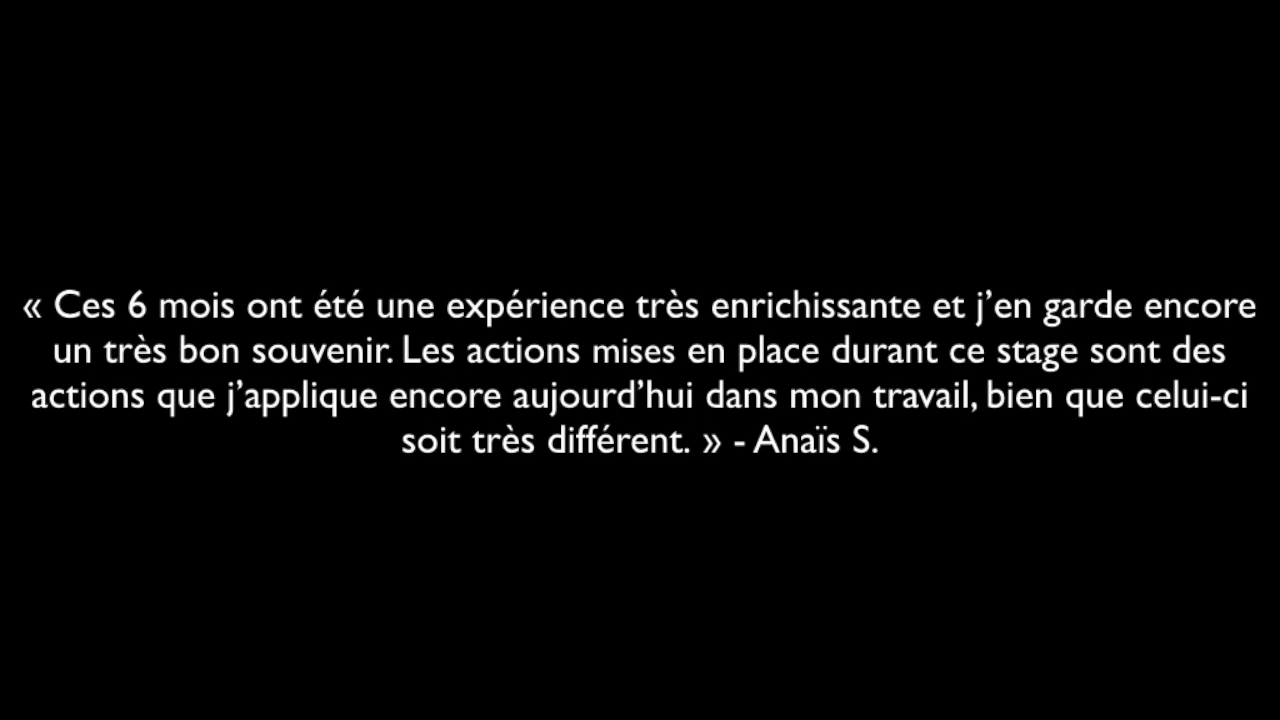 « Ces 6 mois ont été une expérience très enrichissante et j’en garde encore
un très bon souvenir. Les actions mises en place durant ce stage sont des
actions que j’applique encore aujourd’hui dans mon travail, bien que celui-ci
soit très différent. » - Anaïs S.